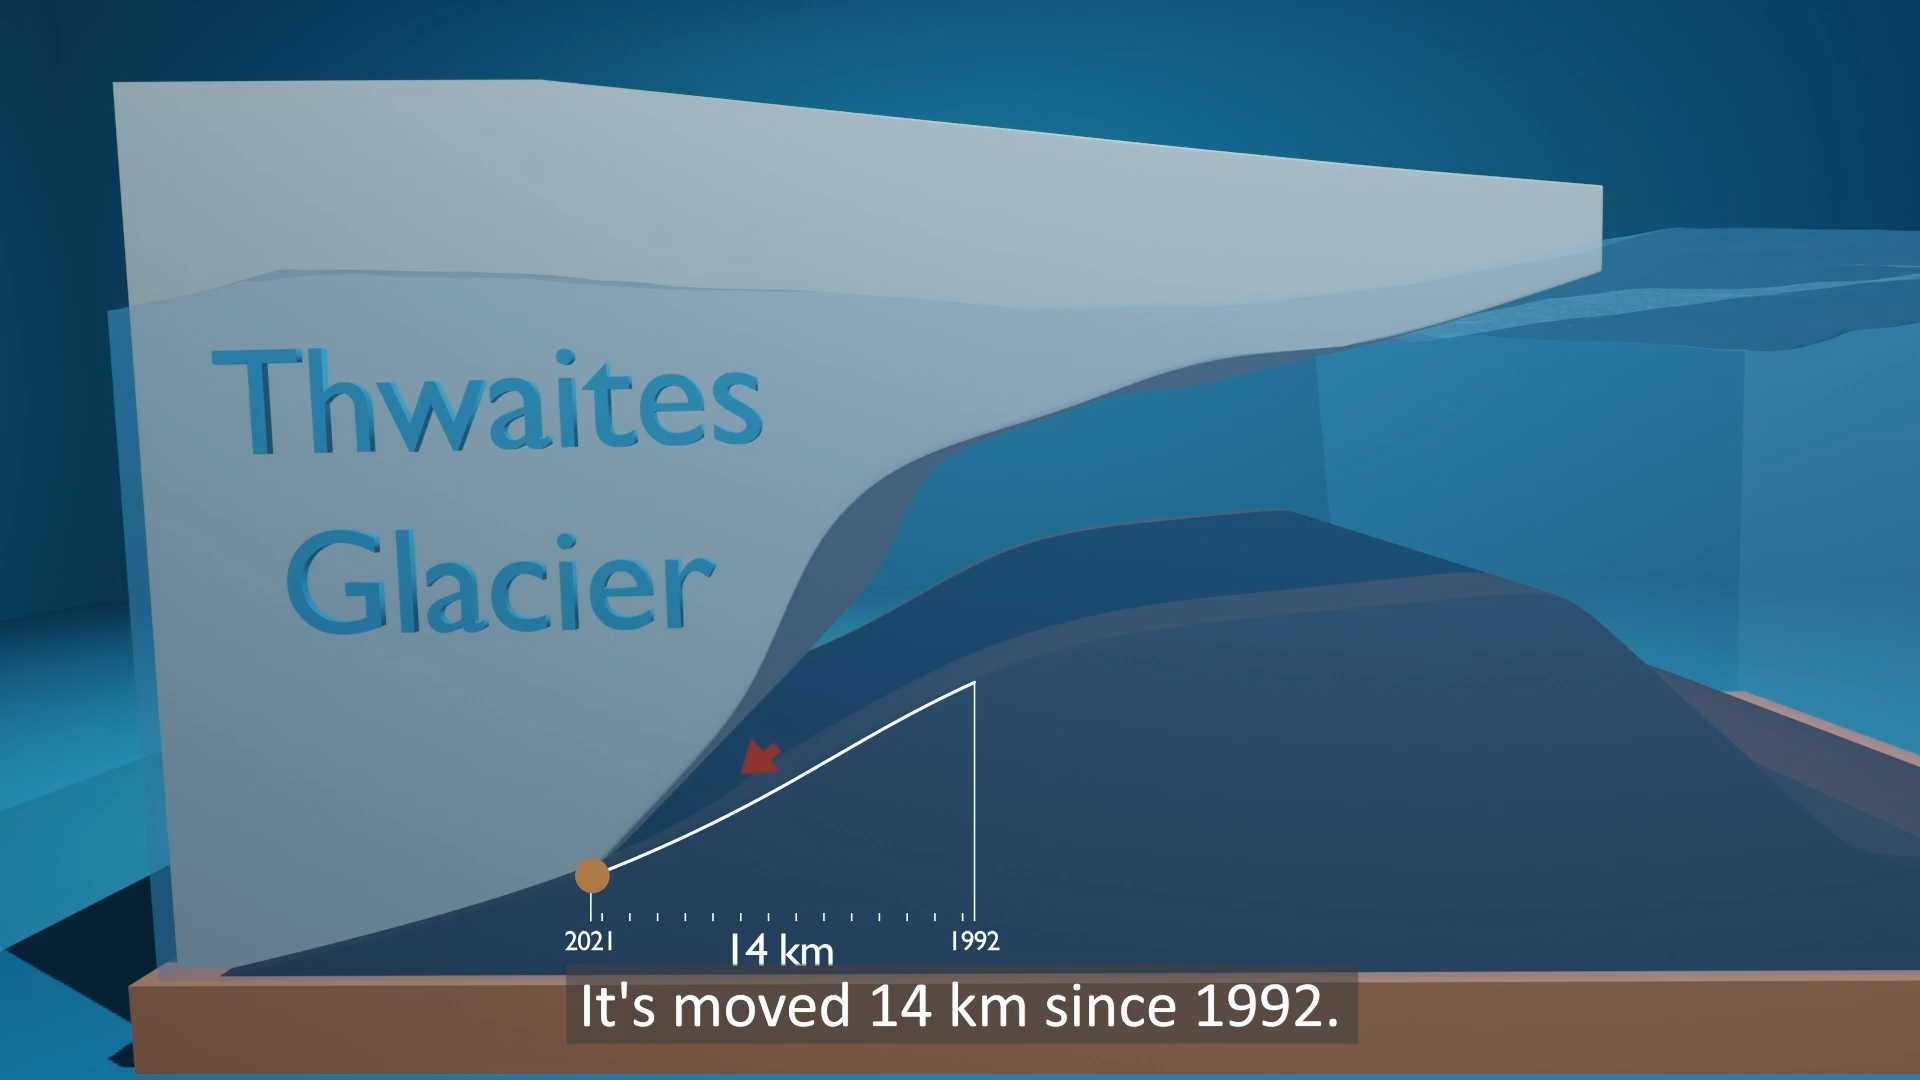 Thwaites
Glacier
2021
1992
14 km
It's moved 14 km since 1992.